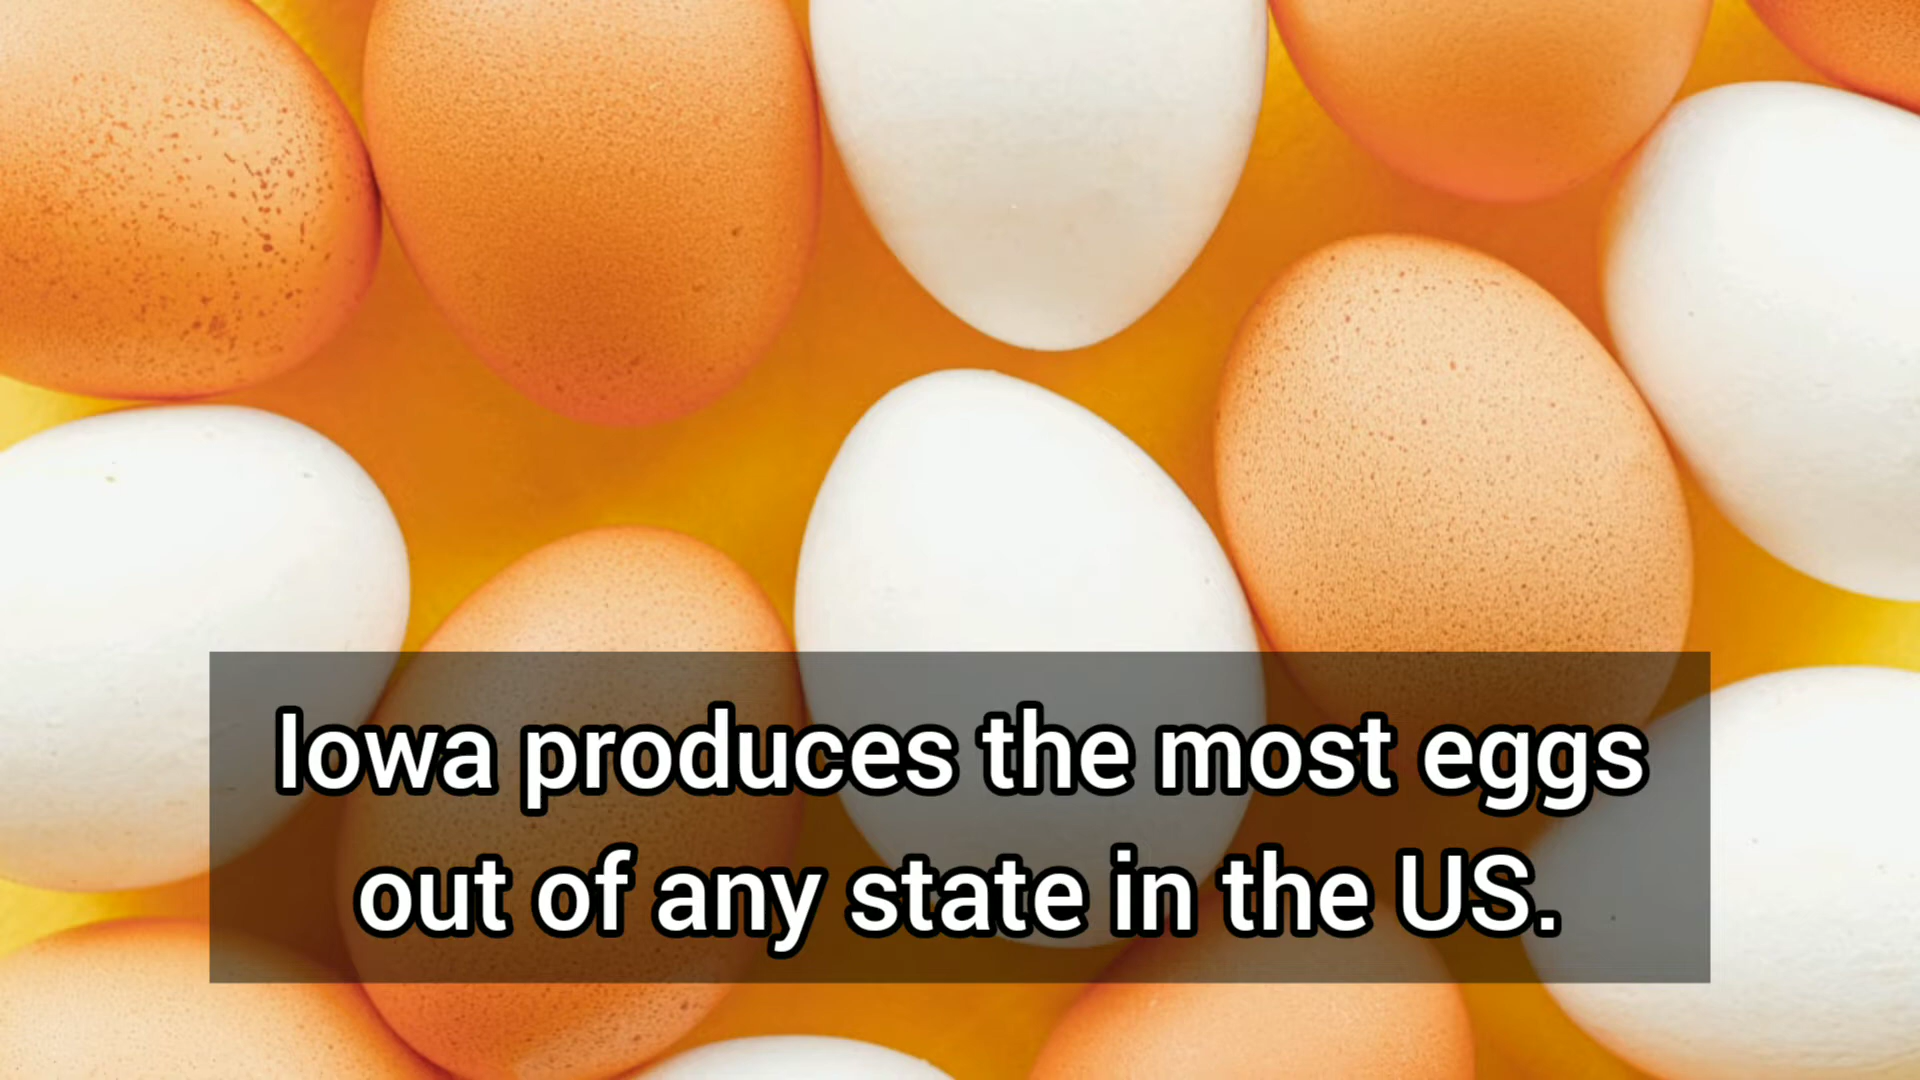 Iowa produces the most eggs
out of any state in the US.